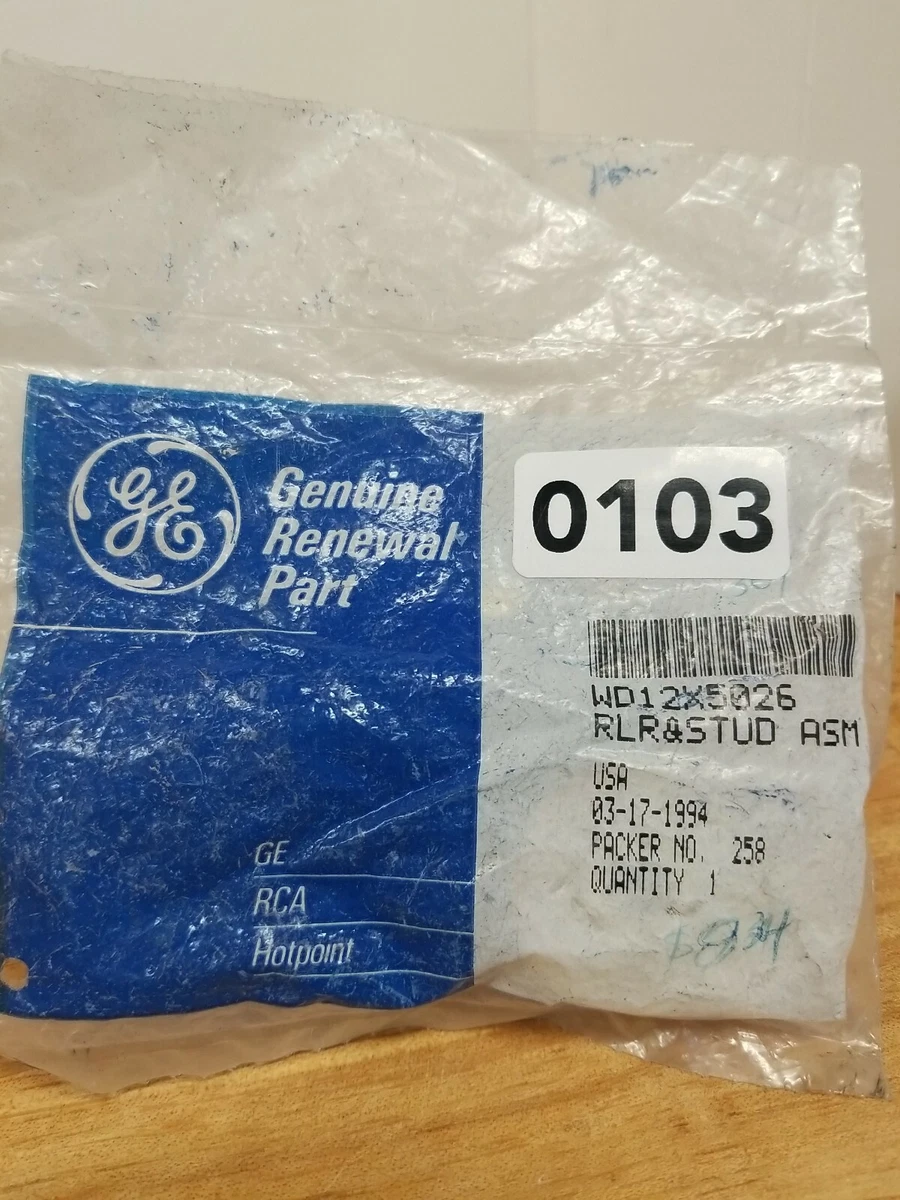 GE
Genuine
Renewal
Part
0103
WD12X5026
RLR&STUD ASM
USA
03-17-1994
PACKER NO. 258
QUANTITY 1
GE
RCA
Hotpoint